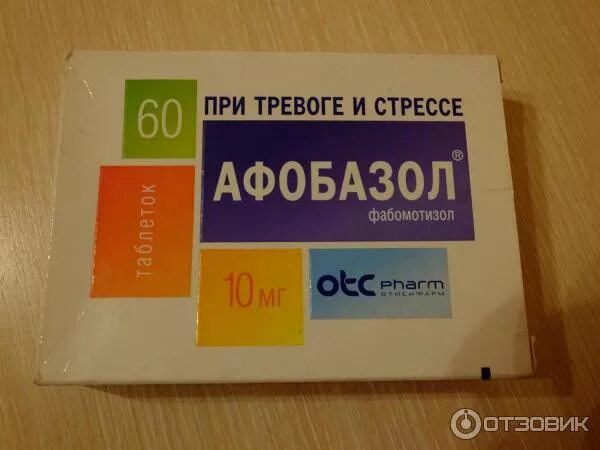 60
ПРИ ТРЕВОГЕ И СТРЕССЕ
АФОБАЗОЛ®
фабомотизол
таблеток
10 мг
otc pharm
ОТИСИФАРМ
ОТЗОВИК